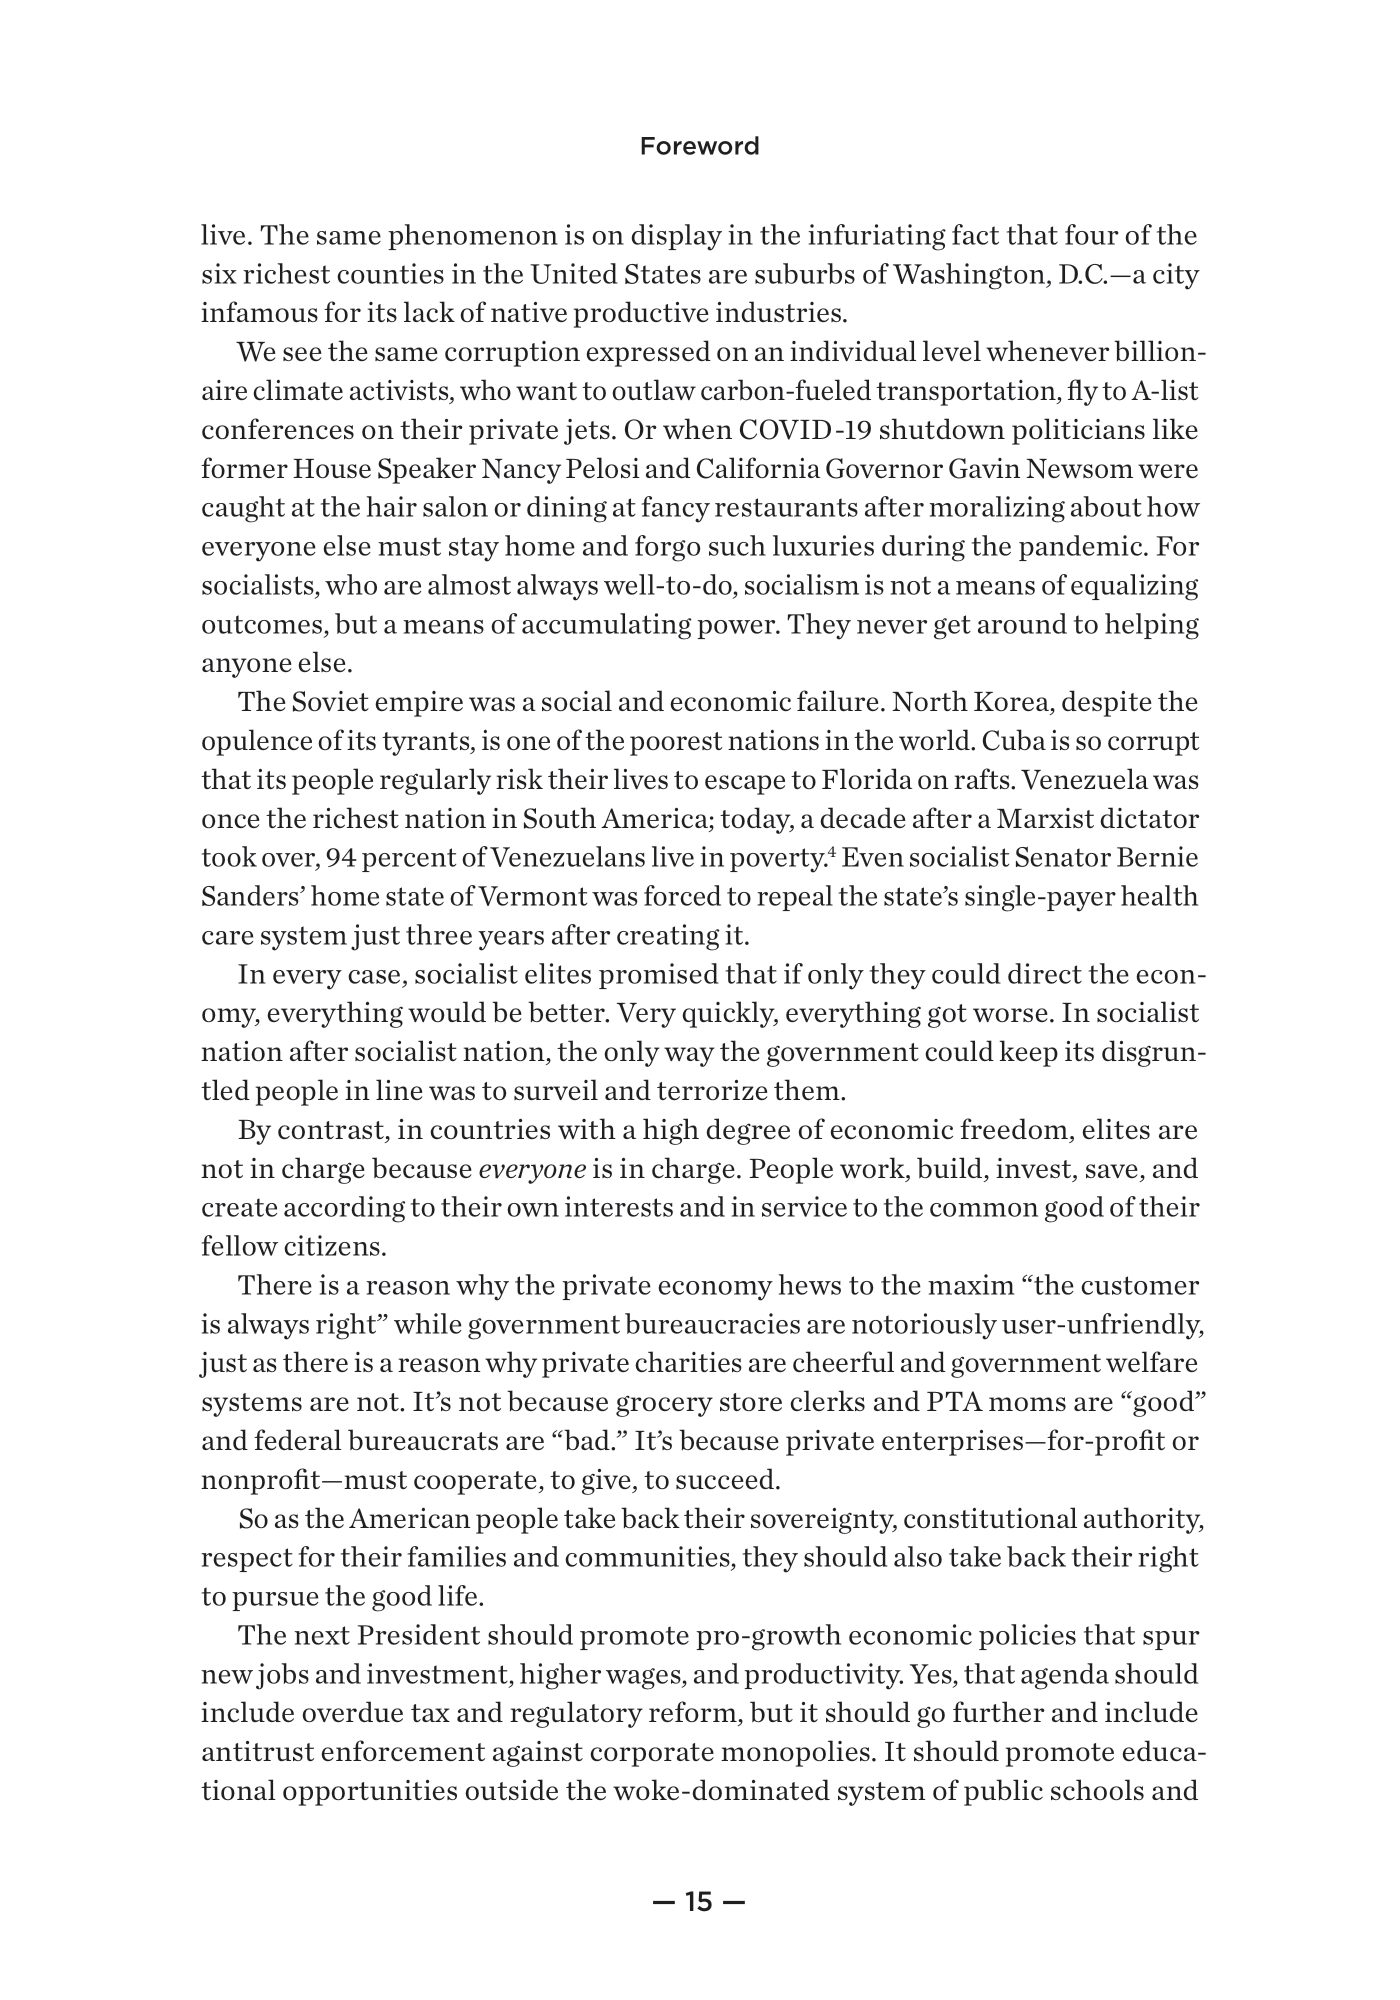 Foreword
live. The same phenomenon is on display in the infuriating fact that four of the
six richest counties in the United States are suburbs of Washington, D.C.—a city
infamous for its lack of native productive industries.
We see the same corruption expressed on an individual level whenever billion-
aire climate activists, who want to outlaw carbon-fueled transportation, fly to A-list
conferences on their private jets. Or when COVID-19 shutdown politicians like
former House Speaker Nancy Pelosi and California Governor Gavin Newsom were
caught at the hair salon or dining at fancy restaurants after moralizing about how
everyone else must stay home and forgo such luxuries during the pandemic. For
socialists, who are almost always well-to-do, socialism is not a means of equalizing
outcomes, but a means of accumulating power. They never get around to helping
anyone else.
The Soviet empire was a social and economic failure. North Korea, despite the
opulence of its tyrants, is one of the poorest nations in the world. Cuba is so corrupt
that its people regularly risk their lives to escape to Florida on rafts. Venezuela was
once the richest nation in South America; today, a decade after a Marxist dictator
took over, 94 percent of Venezuelans live in poverty.⁴ Even socialist Senator Bernie
Sanders’ home state of Vermont was forced to repeal the state’s single-payer health
care system just three years after creating it.
In every case, socialist elites promised that if only they could direct the econ-
omy, everything would be better. Very quickly, everything got worse. In socialist
nation after socialist nation, the only way the government could keep its disgrun-
tled people in line was to surveil and terrorize them.
By contrast, in countries with a high degree of economic freedom, elites are
not in charge because everyone is in charge. People work, build, invest, save, and
create according to their own interests and in service to the common good of their
fellow citizens.
There is a reason why the private economy hews to the maxim “the customer
is always right” while government bureaucracies are notoriously user-unfriendly,
just as there is a reason why private charities are cheerful and government welfare
systems are not. It’s not because grocery store clerks and PTA moms are “good”
and federal bureaucrats are “bad.” It’s because private enterprises—for-profit or
nonprofit—must cooperate, to give, to succeed.
So as the American people take back their sovereignty, constitutional authority,
respect for their families and communities, they should also take back their right
to pursue the good life.
The next President should promote pro-growth economic policies that spur
new jobs and investment, higher wages, and productivity. Yes, that agenda should
include overdue tax and regulatory reform, but it should go further and include
antitrust enforcement against corporate monopolies. It should promote educa-
tional opportunities outside the woke-dominated system of public schools and
— 15 —